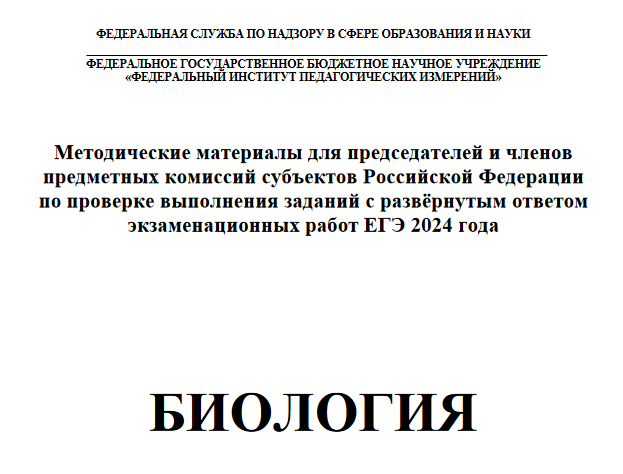 ФЕДЕРАЛЬНАЯ СЛУЖБА ПО НАДЗОРУ В СФЕРЕ ОБРАЗОВАНИЯ И НАУКИ
ФЕДЕРАЛЬНОЕ ГОСУДАРСТВЕННОЕ БЮДЖЕТНОЕ НАУЧНОЕ УЧРЕЖДЕНИЕ
«ФЕДЕРАЛЬНЫЙ ИНСТИТУТ ПЕДАГОГИЧЕСКИХ ИЗМЕРЕНИЙ»
Методические материалы для председателей и членов
предметных комиссий субъектов Российской Федерации
по проверке выполнения заданий с развёрнутым ответом
экзаменационных работ ЕГЭ 2024 года
БИОЛОГИЯ